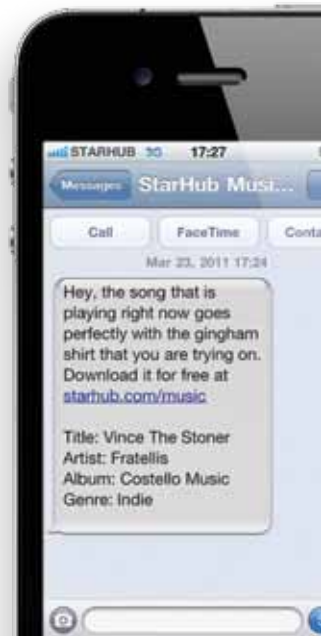 STARHUB 3G 17:27
Messages StarHub Musi...
Call FaceTime Conta
Mar 23, 2011 17:24
Hey, the song that is
playing right now goes
perfectly with the gingham
shirt that you are trying on.
Download it for free at
starhub.com/music
Title: Vince The Stoner
Artist: Fratellis
Album: Costello Music
Genre: Indie